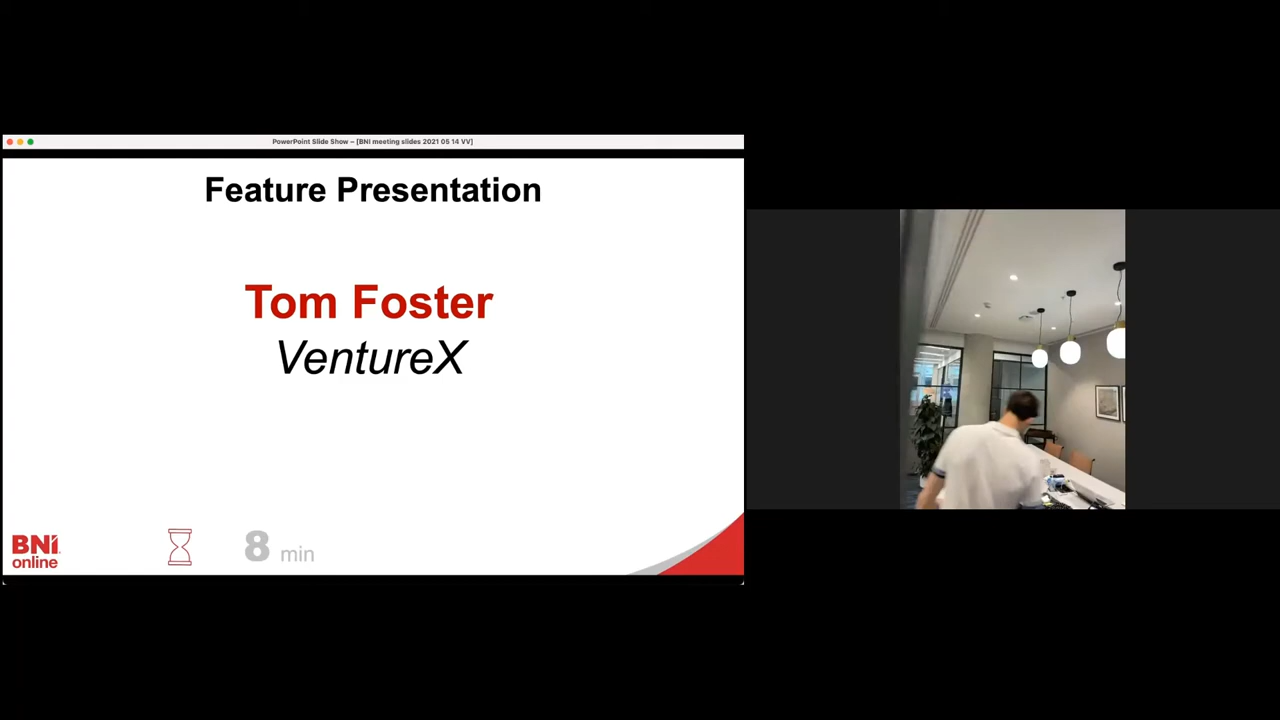 PowerPoint Slide Show – [BNI meeting slides 2021 05 14 VV]
Feature Presentation
Tom Foster
VentureX
BNI
online
8 min